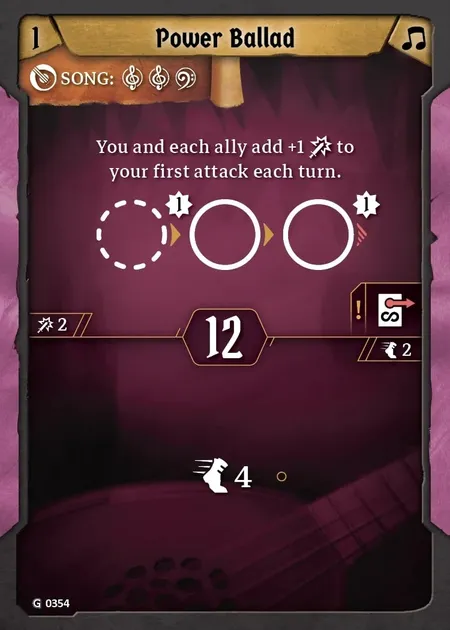 1
Power Ballad
SONG:
You and each ally add +1 to
your first attack each turn.
1
1
!
2
12
2
4
G 0354